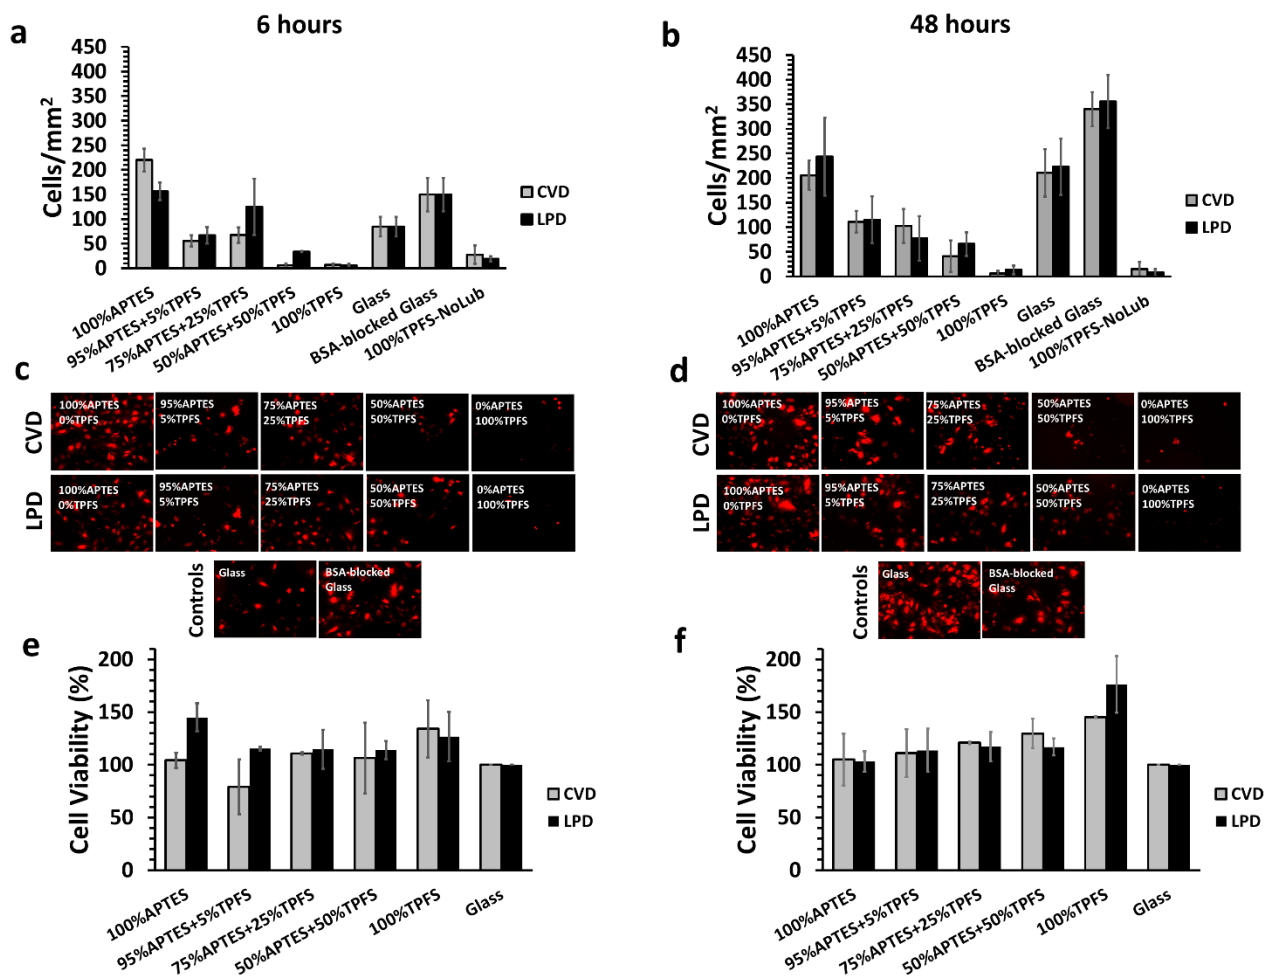 a
6 hours
450
400
350
300
250
200
150
100
50
0
Cells/mm2
CVD
LPD
100%APTES
95%APTES+5%TPFS
75%APTES+25%TPFS
50%APTES+50%TPFS
100%TPFS
Glass
BSA-blocked Glass
100%TPFS-NoLub
b
48 hours
450
400
350
300
250
200
150
100
50
0
Cells/mm2
CVD
LPD
100%APTES
95%APTES+5%TPFS
75%APTES+25%TPFS
50%APTES+50%TPFS
100%TPFS
Glass
BSA-blocked Glass
100%TPFS-NoLub
c
CVD
100%APTES
0%TPFS
95%APTES
5%TPFS
75%APTES
25%TPFS
50%APTES
50%TPFS
0%APTES
100%TPFS
LPD
100%APTES
0%TPFS
95%APTES
5%TPFS
75%APTES
25%TPFS
50%APTES
50%TPFS
0%APTES
100%TPFS
Controls
Glass
BSA-blocked
Glass
d
CVD
100%APTES
0%TPFS
95%APTES
5%TPFS
75%APTES
25%TPFS
50%APTES
50%TPFS
0%APTES
100%TPFS
LPD
100%APTES
0%TPFS
95%APTES
5%TPFS
75%APTES
25%TPFS
50%APTES
50%TPFS
0%APTES
100%TPFS
Controls
Glass
BSA-blocked
Glass
e
200
150
100
50
0
Cell Viability (%)
CVD
LPD
100%APTES
95%APTES+5%TPFS
75%APTES+25%TPFS
50%APTES+50%TPFS
100%TPFS
Glass
f
200
150
100
50
0
Cell Viability (%)
CVD
LPD
100%APTES
95%APTES+5%TPFS
75%APTES+25%TPFS
50%APTES+50%TPFS
100%TPFS
Glass